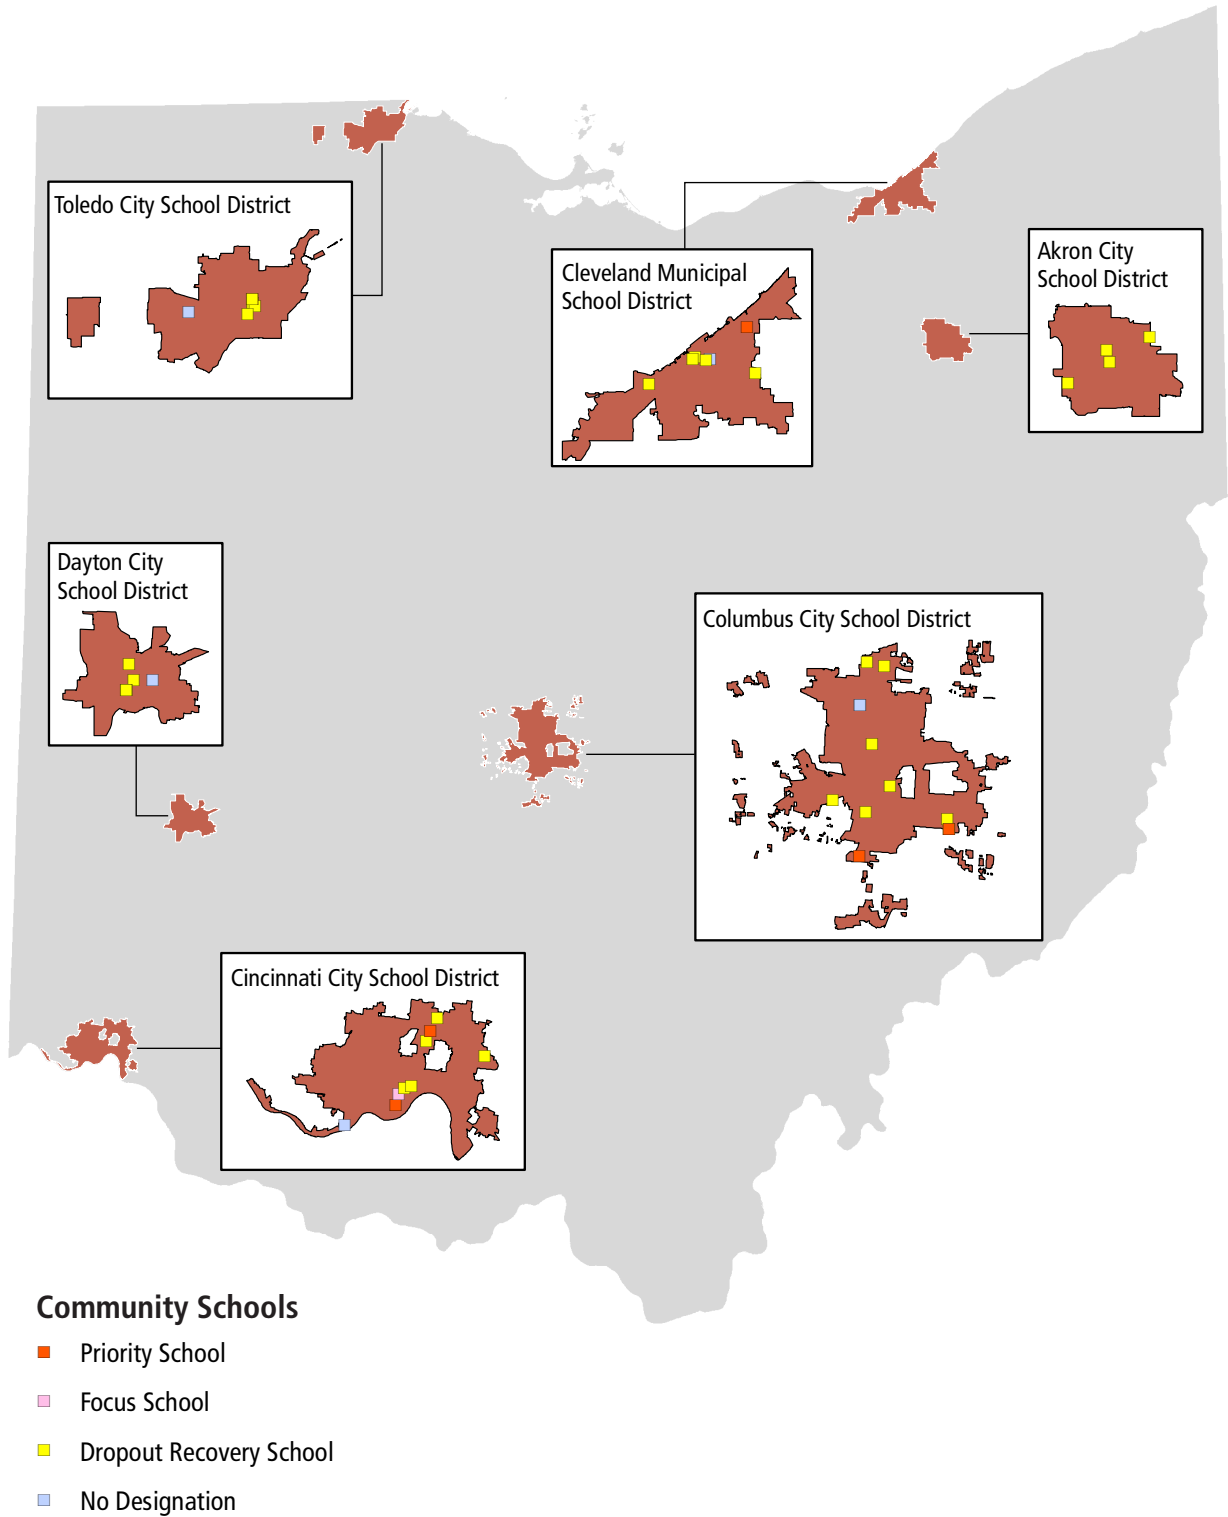 Toledo City School District
Cleveland Municipal
School District
Akron City
School District
Dayton City
School District
Columbus City School District
Cincinnati City School District
Community Schools
Priority School
Focus School
Dropout Recovery School
No Designation